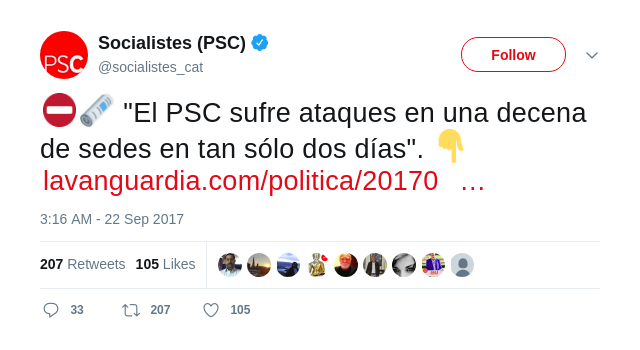 PSC
Socialistes (PSC)
@socialistes_cat
Follow
"El PSC sufre ataques en una decena
de sedes en tan sólo dos días".
lavanguardia.com/politica/20170 …
3:16 AM - 22 Sep 2017
207 Retweets 105 Likes
33 207 105